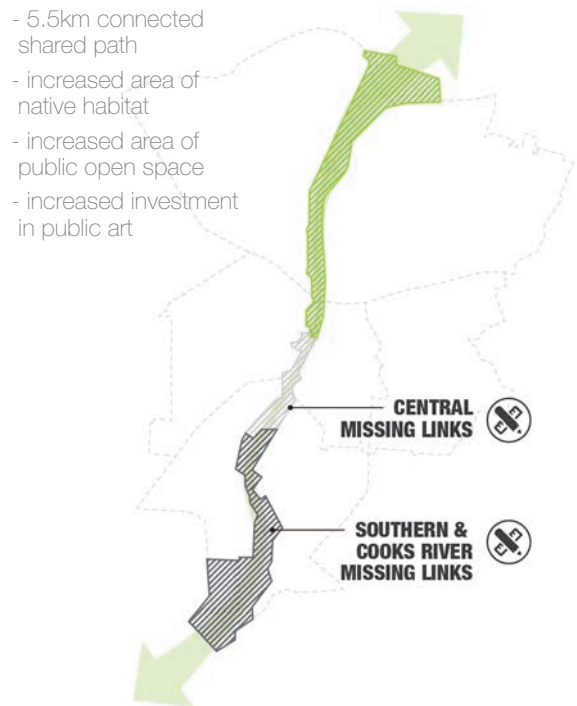 - 5.5km connected
shared path
- increased area of
native habitat
- increased area of
public open space
- increased investment
in public art
CENTRAL
MISSING LINKS
SOUTHERN &
COOKS RIVER
MISSING LINKS